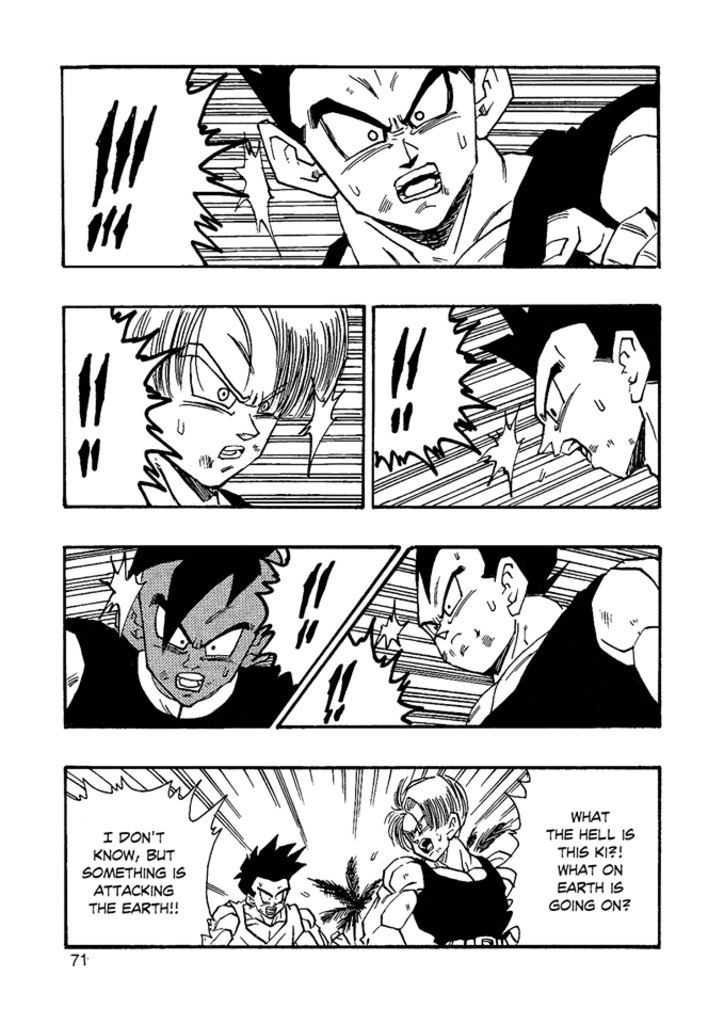 !!!
!!
!!
!!
!!
WHAT
THE HELL IS
THIS KI?!
WHAT ON
EARTH IS
GOING ON?
I DON'T
KNOW, BUT
SOMETHING IS
ATTACKING
THE EARTH!!
71